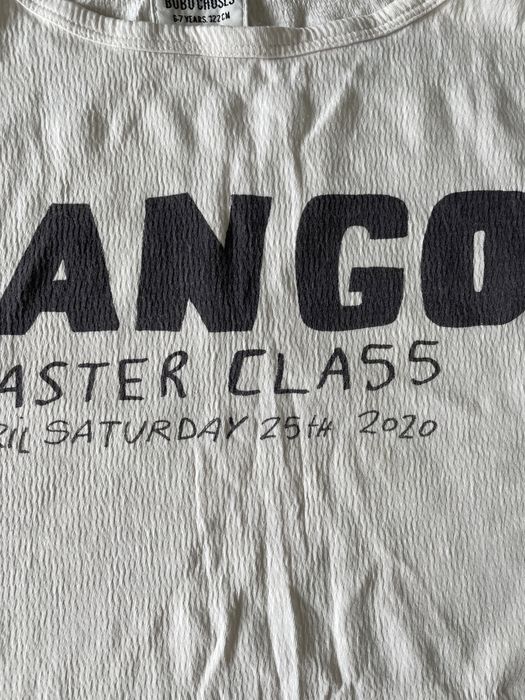 BOBO CHOSES
6-7 YEARS. 122CM
ANGO
ASTER CLASS
RIL SATURDAY 25TH 2020